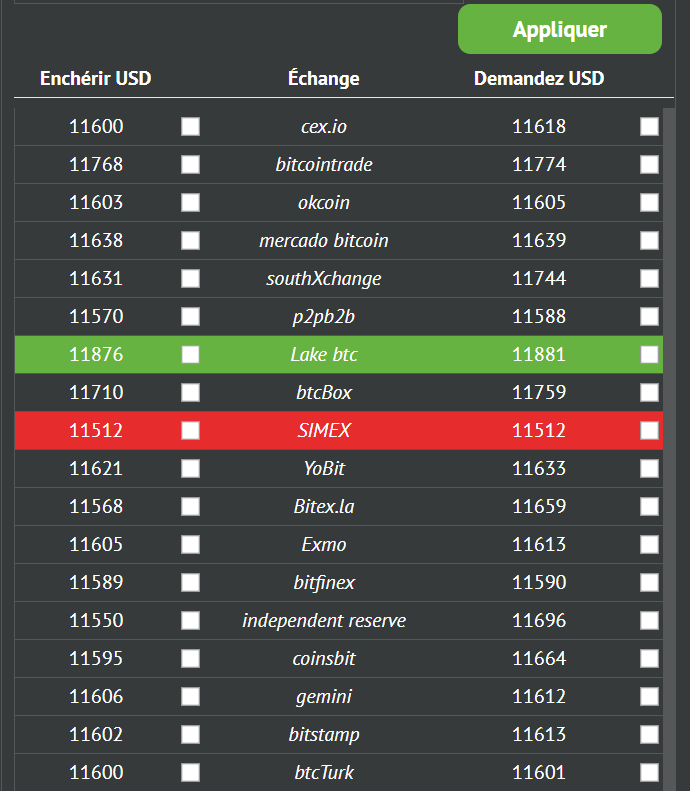 Appliquer
Enchérir USD Échange Demandez USD
11600 cex.io 11618
11768 bitcointrade 11774
11603 okcoin 11605
11638 mercado bitcoin 11639
11631 southXchange 11744
11570 p2pb2b 11588
11876 Lake btc 11881
11710 btcBox 11759
11512 SIMEX 11512
11621 YoBit 11633
11568 Bitex.la 11659
11605 Exmo 11613
11589 bitfinex 11590
11550 independent reserve 11696
11595 coinsbit 11664
11606 gemini 11612
11602 bitstamp 11613
11600 btcTurk 11601